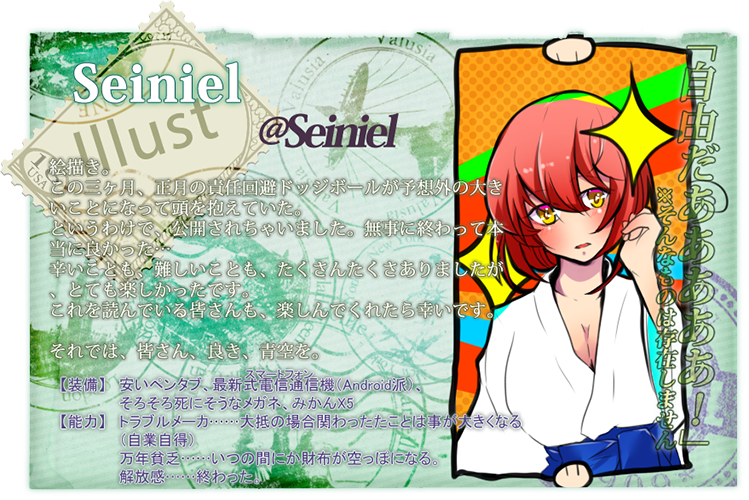 Seiniel
Illust
@Seiniel
絵描き。
この三ヶ月、正月の責任回避ドッジボールが予想外の大き
いことになって頭を抱えていた。
というわけで、公開されちゃいました。無事に終わって本
当に良かった…
幸いことも、難しいことも、たくさんたくさありましたが
、とても楽しかったです。
これを読んでいる皆さんも、楽しんでくれたら幸いです。
それでは、皆さん、良き、青空を。
スマートフォン
【装備】 安いペンタブ、最新式電信通信機(Android派)、
そろそろ死にそうなメガネ、みかんX5
【能力】 トラブルメーカ……大抵の場合関わったたことは事が大きくなる
(自業自得)
万年貧乏……いつの間にか財布が空っぽになる。
解放感……終わった。
『自由だぁぁぁぁぁ!』
※そんなものは存在しません